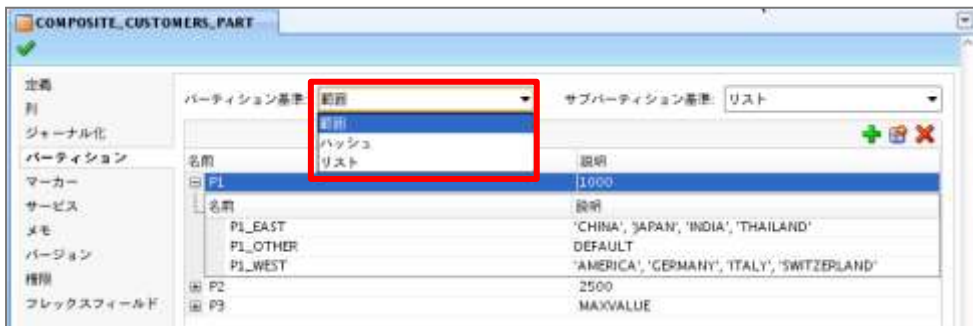 COMPOSITE_CUSTOMERS_PART
定義
列
ジャーナル化
パーティション
マーカー
サービス
メモ
バージョン
権限
フレックスフィールド
パーティション基準: 範囲
サブパーティション基準: リスト
範囲
ハッシュ
リスト
名前 説明
P1 1000
名前 説明
P1_EAST 'CHINA', 'JAPAN', 'INDIA', 'THAILAND'
P1_OTHER DEFAULT
P1_WEST 'AMERICA', 'GERMANY', 'ITALY', 'SWITZERLAND'
P2 2500
P3 MAXVALUE